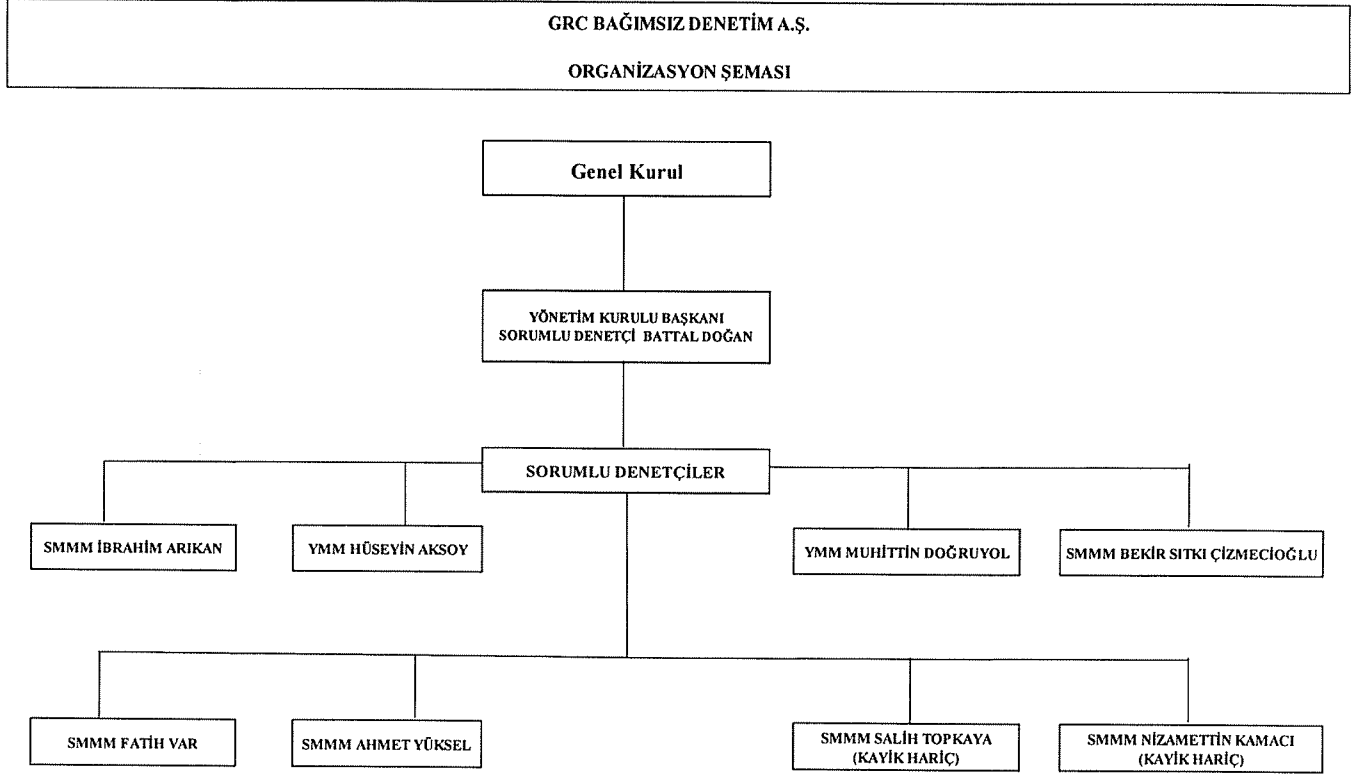 GRC BAĞIMSIZ DENETİM A.Ş.
ORGANİZASYON ŞEMASI
Genel Kurul
YÖNETİM KURULU BAŞKANI
SORUMLU DENETÇİ BATTAL DOĞAN
SORUMLU DENETÇİLER
SMMM İBRAHİM ARIKAN
YMM HÜSEYİN AKSOY
YMM MUHİTTİN DOĞRUYOL
SMMM BEKİR SITKI ÇİZMECİOĞLU
SMMM FATİH VAR
SMMM AHMET YÜKSEL
SMMM SALİH TOPKAYA
(KAYİK HARİÇ)
SMMM NİZAMETTİN KAMACI
(KAYİK HARİÇ)